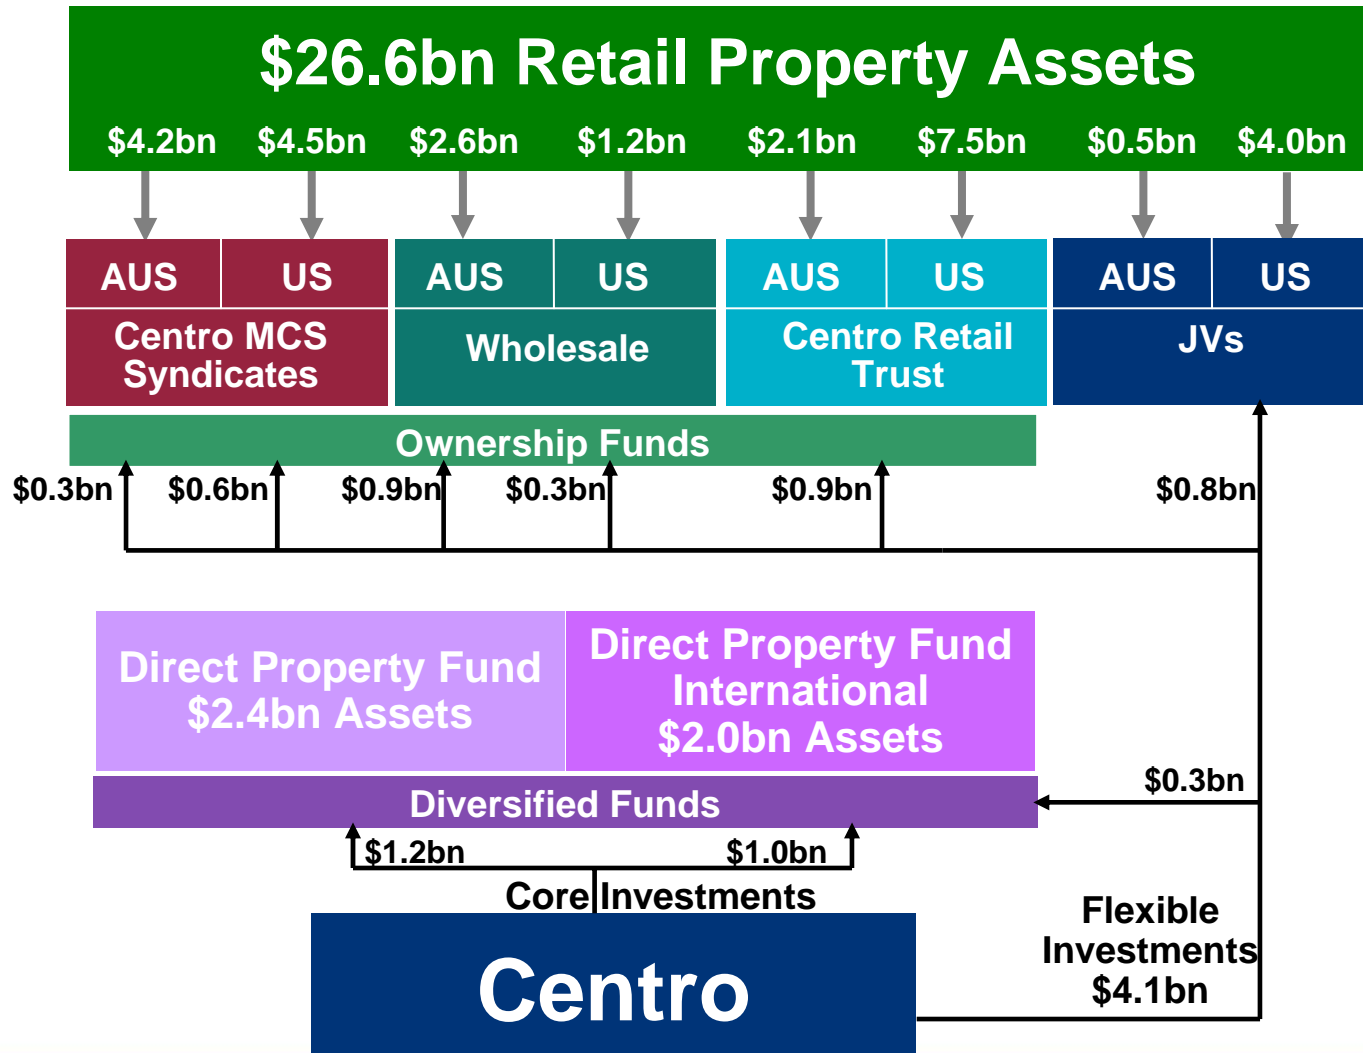 $26.6bn Retail Property Assets
$4.2bn $4.5bn $2.6bn $1.2bn $2.1bn $7.5bn $0.5bn $4.0bn
AUS US AUS US AUS US AUS US
Centro MCS
Syndicates
Wholesale
Centro Retail
Trust
JVs
Ownership Funds
$0.3bn $0.6bn $0.9bn $0.3bn $0.9bn $0.8bn
Direct Property Fund
$2.4bn Assets
Direct Property Fund
International
$2.0bn Assets
$0.3bn
Diversified Funds
$1.2bn $1.0bn
Core Investments
Flexible
Investments
$4.1bn
Centro